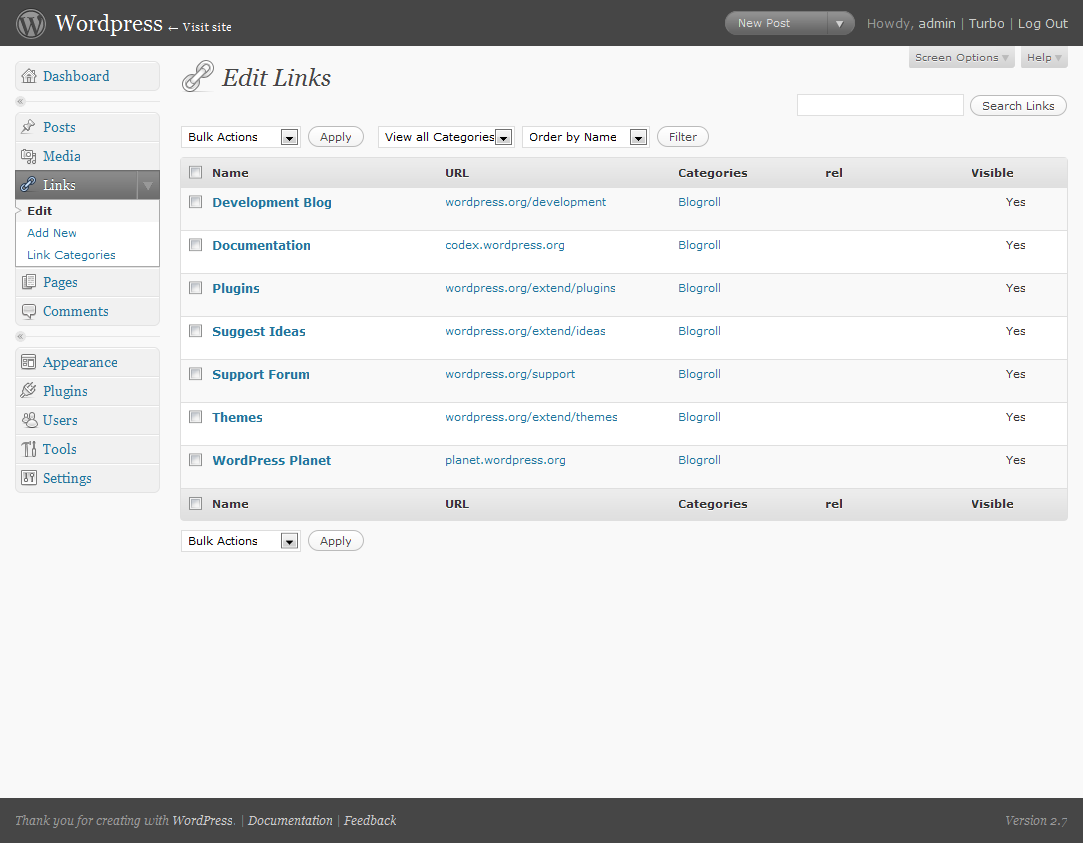 Wordpress ← Visit site
New Post Howdy, admin | Turbo | Log Out
Screen Options Help
Dashboard
Posts
Media
Links
Edit
Add New
Link Categories
Pages
Comments
Appearance
Plugins
Users
Tools
Settings
Edit Links
Search Links
Bulk Actions Apply View all Categories Order by Name Filter
Name URL Categories rel Visible
Development Blog wordpress.org/development Blogroll Yes
Documentation codex.wordpress.org Blogroll Yes
Plugins wordpress.org/extend/plugins Blogroll Yes
Suggest Ideas wordpress.org/extend/ideas Blogroll Yes
Support Forum wordpress.org/support Blogroll Yes
Themes wordpress.org/extend/themes Blogroll Yes
WordPress Planet planet.wordpress.org Blogroll Yes
Name URL Categories rel Visible
Bulk Actions Apply
Thank you for creating with WordPress. | Documentation | Feedback Version 2.7